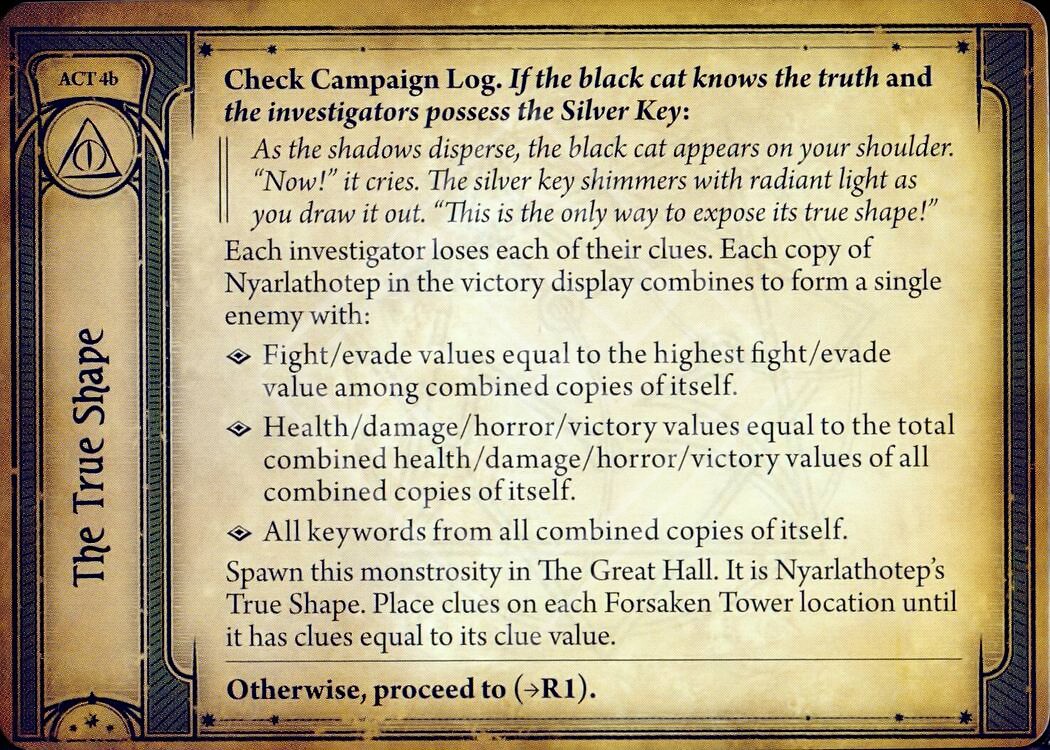 ACT 4b
The True Shape
Check Campaign Log. If the black cat knows the truth and
the investigators possess the Silver Key:
As the shadows disperse, the black cat appears on your shoulder.
“Now!” it cries. The silver key shimmers with radiant light as
you draw it out. “This is the only way to expose its true shape!”
Each investigator loses each of their clues. Each copy of
Nyarlathotep in the victory display combines to form a single
enemy with:
Fight/evade values equal to the highest fight/evade
value among combined copies of itself.
Health/damage/horror/victory values equal to the total
combined health/damage/horror/victory values of all
combined copies of itself.
All keywords from all combined copies of itself.
Spawn this monstrosity in The Great Hall. It is Nyarlathotep’s
True Shape. Place clues on each Forsaken Tower location until
it has clues equal to its clue value.
Otherwise, proceed to (→R1).